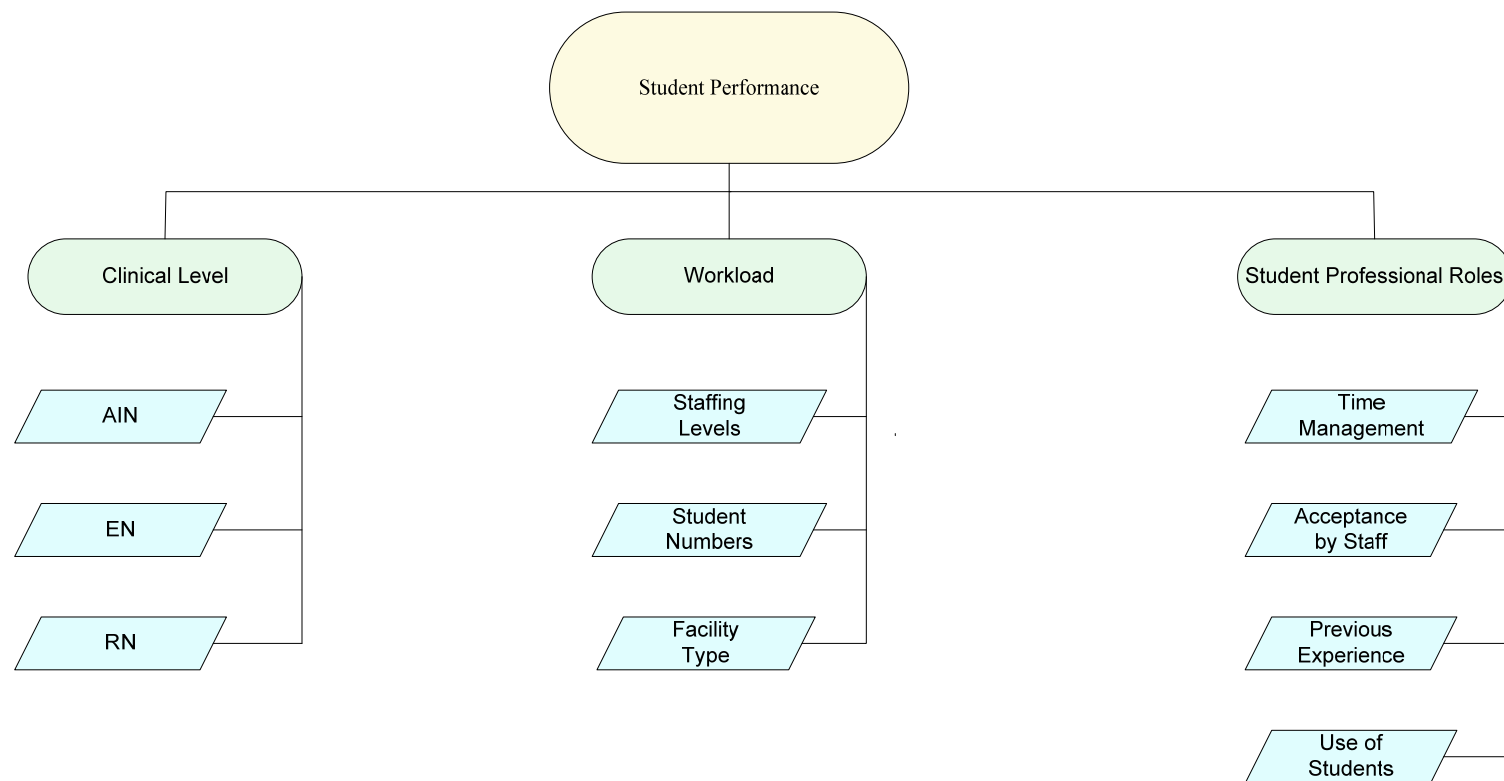 Student Performance
Clinical Level
Workload
Student Professional Roles
AIN
Staffing
Levels
Time
Management
EN
Student
Numbers
Acceptance
by Staff
RN
Facility
Type
Previous
Experience
Use of
Students